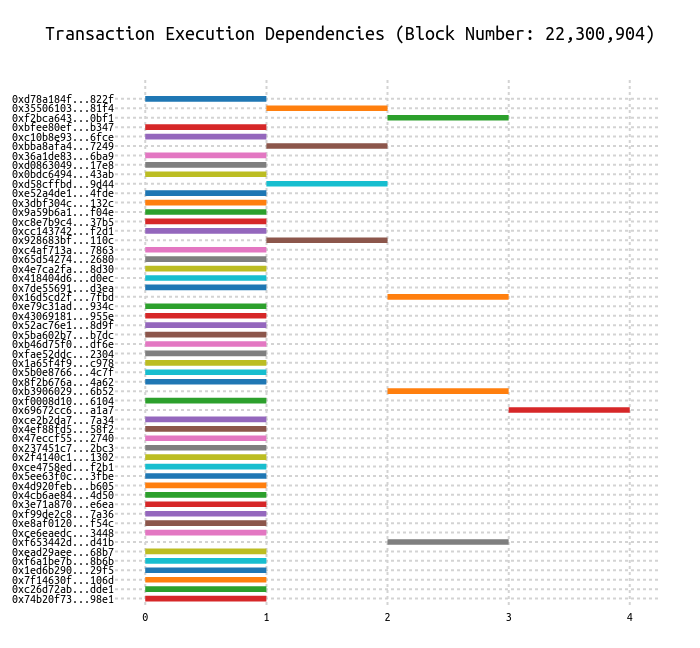 Transaction Execution Dependencies (Block Number: 22,300,904)
0xd78a184f...822f
0x35506103...81f4
0xf2bca643...0bf1
0xbfee80ef...b347
0xc10b8e93...6fce
0xbba8afa4...7249
0x36a1de83...6ba9
0xd0863049...17e8
0x0bdc6494...43ab
0xd58cffbd...9d44
0xe52a4de1...4fde
0x3dbf304c...132c
0x9a59b6a1...f04e
0xc8e7b9c4...37b5
0xcc143742...f2d1
0x928683bf...110c
0xc4af713a...7863
0x65d54274...2680
0x4e7ca2fa...8d30
0x418404d6...d0ec
0x7de55691...d3ea
0x16d5cd2f...7fbd
0xe79c31ad...934c
0x43069181...955e
0x52ac76e1...8d9f
0x5ba602b7...b7dc
0xb46d75f0...df6e
0xfae52ddc...2304
0x1a65f4f9...c978
0x5b0e8766...4c7f
0x8f2b676a...4a62
0xb3906029...6b52
0xf0008d10...6104
0x69672cc6...a1a7
0xce2b2da7...7a34
0x4ef88fd5...58f2
0x47eccf55...2740
0x237451c7...2bc3
0x2f4140c1...1302
0xce4758ed...f2b1
0x5ee63f0c...3fbe
0x4d920feb...b605
0x4cb6ae84...4d50
0x3e71a870...e6ea
0xf99de2c8...7a36
0xe8af0120...f54c
0xce6eaedc...3448
0xf653442d...d41b
0xead29aee...68b7
0xf6a1be7b...8b6b
0x1ed6b290...29f5
0x7f14630f...106d
0xc26d72ab...dde1
0x74b20f73...98e1
0 1 2 3 4